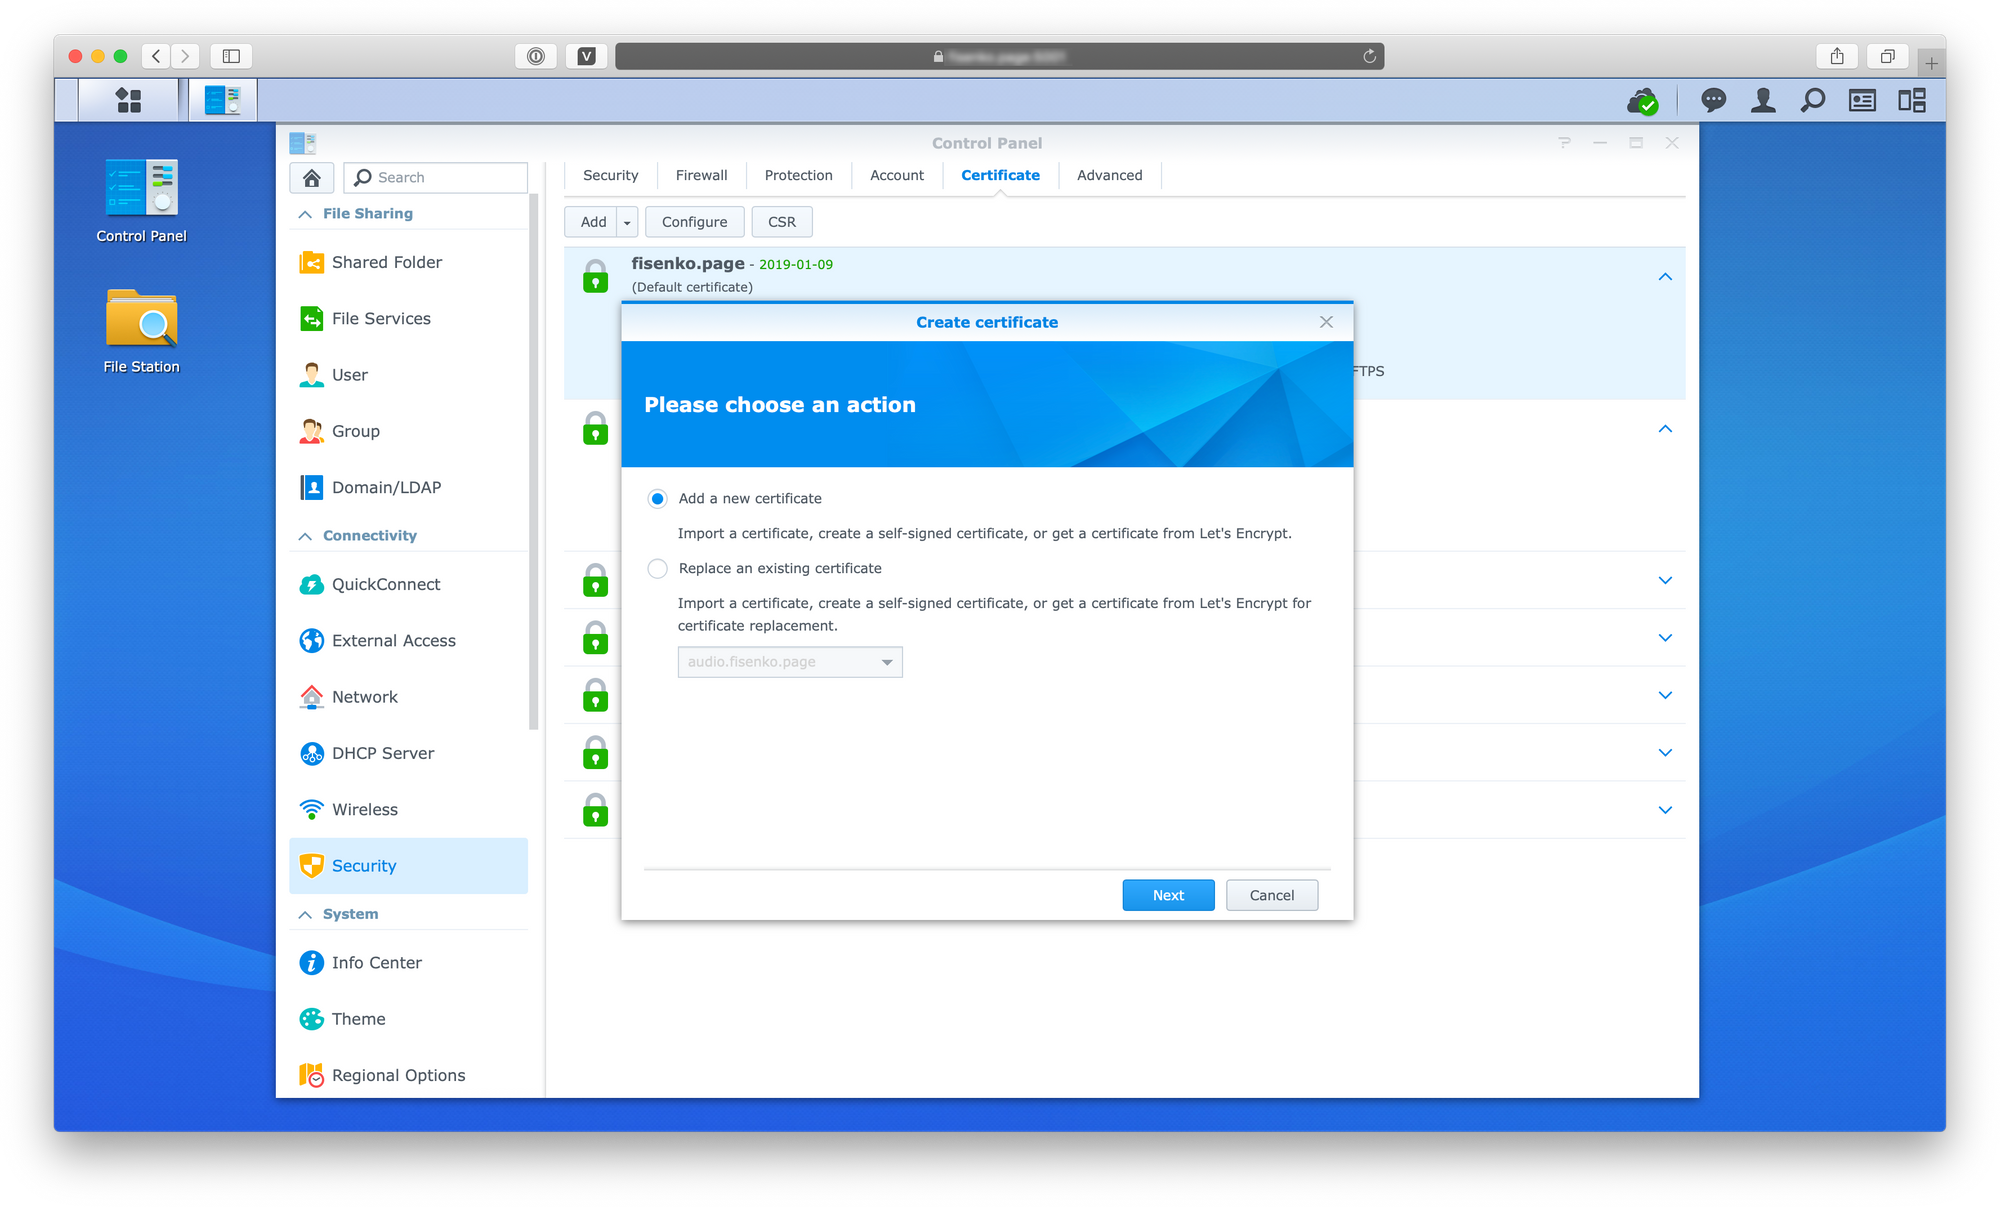 Control Panel
Search
Security
Firewall
Protection
Account
Certificate
Advanced
File Sharing
Add
Configure
CSR
Control Panel
Shared Folder
fisenko.page - 2019-01-09
(Default certificate)
File Services
Create certificate
File Station
User
FTPS
Please choose an action
Group
Domain/LDAP
Add a new certificate
Import a certificate, create a self-signed certificate, or get a certificate from Let's Encrypt.
Connectivity
Replace an existing certificate
QuickConnect
Import a certificate, create a self-signed certificate, or get a certificate from Let's Encrypt for
certificate replacement.
External Access
audio.fisenko.page
Network
DHCP Server
Wireless
Security
Next
Cancel
System
Info Center
Theme
Regional Options